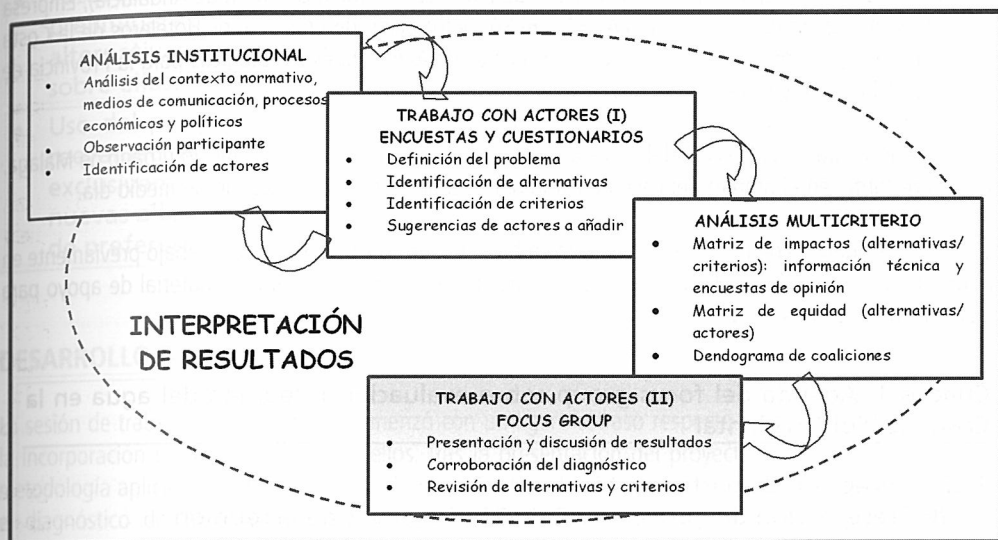 ANÁLISIS INSTITUCIONAL
• Análisis del contexto normativo,
medios de comunicación, procesos
económicos y políticos
• Observación participante
• Identificación de actores
TRABAJO CON ACTORES (I)
ENCUESTAS Y CUESTIONARIOS
• Definición del problema
• Identificación de alternativas
• Identificación de criterios
• Sugerencias de actores a añadir
ANÁLISIS MULTICRITERIO
• Matriz de impactos (alternativas/
criterios): información técnica y
encuestas de opinión
• Matriz de equidad (alternativas/
actores)
• Dendograma de coaliciones
INTERPRETACIÓN
DE RESULTADOS
TRABAJO CON ACTORES (II)
FOCUS GROUP
• Presentación y discusión de resultados
• Corroboración del diagnóstico
• Revisión de alternativas y criterios